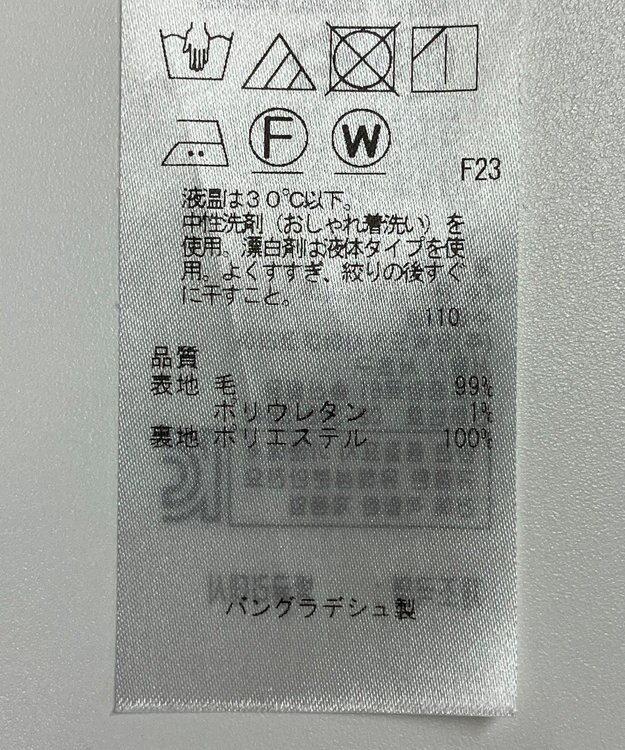 F W
F23
液温は30℃以下。
中性洗剤（おしゃれ着洗い）を
使用。漂白剤は液体タイプを使
用。よくすすぎ、絞りの後すぐ
に干すこと。
110
品質
表地 毛 99%
ポリウレタン 1%
裏地 ポリエステル 100%
バングラデシュ製